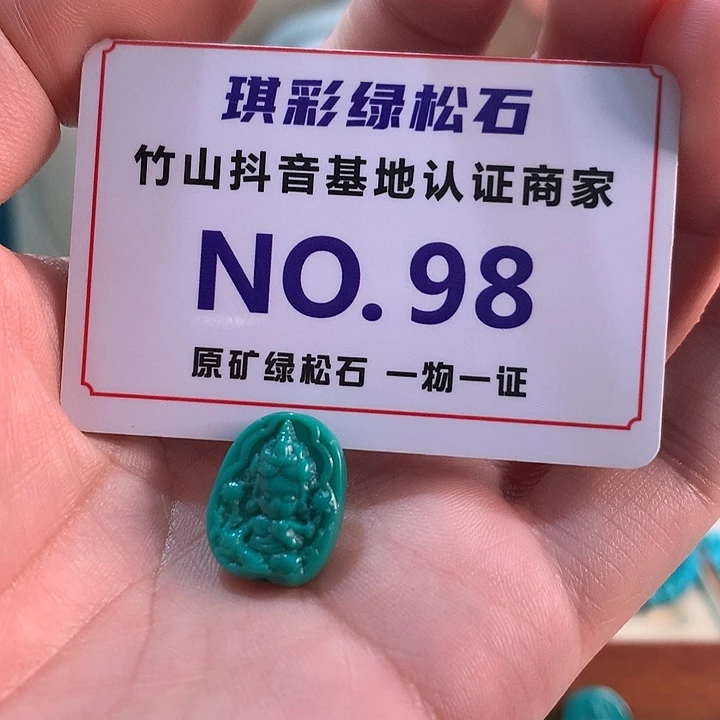 琪彩绿松石
竹山抖音基地认证商家
NO.98
原矿绿松石 一物一证